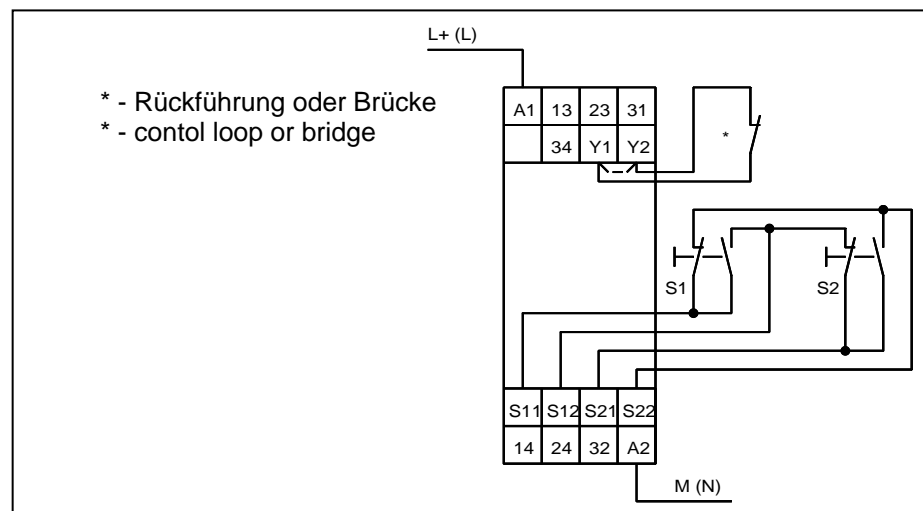 L+ (L)
* - Rückführung oder Brücke
* - contol loop or bridge
A1 13 23 31
*
34 Y1 Y2
S1 S2
S11 S12 S21 S22
14 24 32 A2
M (N)